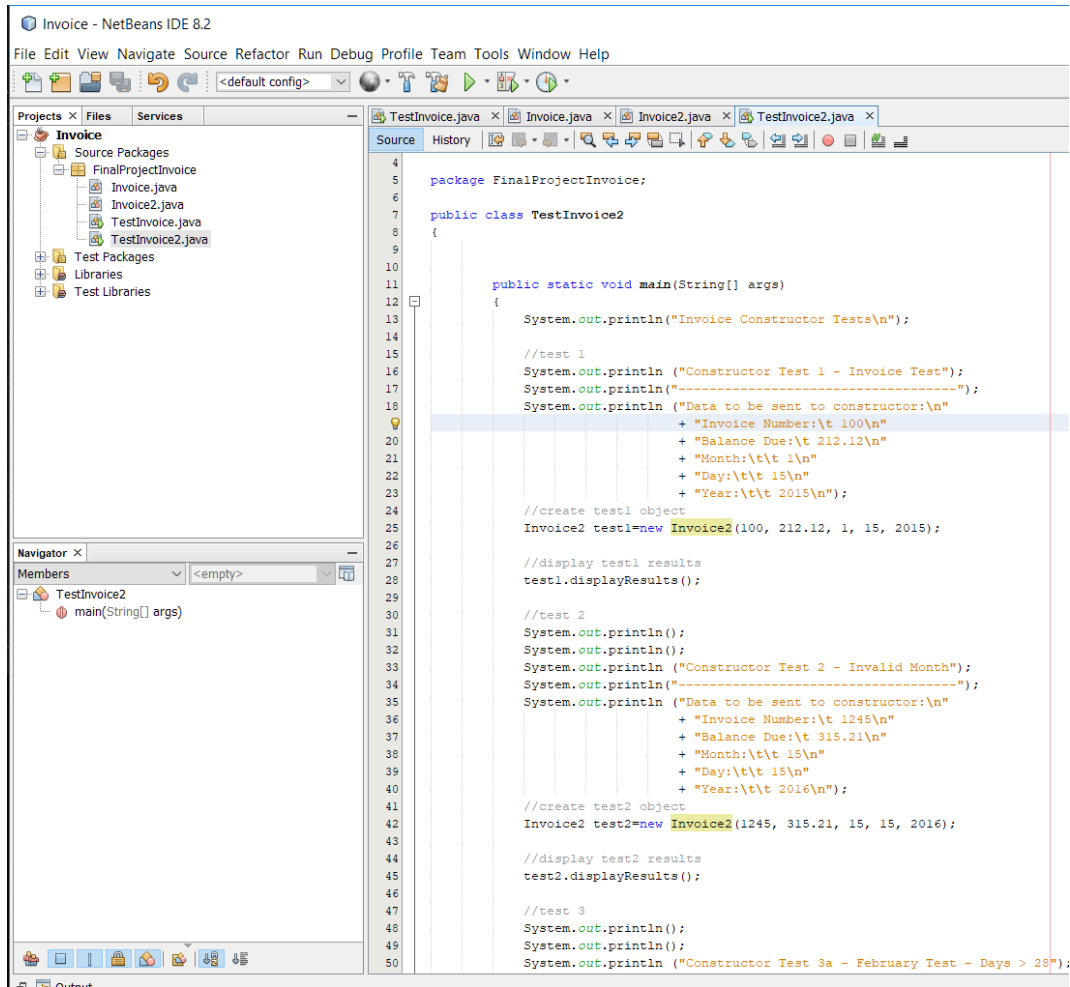 Invoice - NetBeans IDE 8.2
File Edit View Navigate Source Refactor Run Debug Profile Team Tools Window Help
<default config>
Projects × Files Services
Invoice
Source Packages
FinalProjectInvoice
Invoice.java
Invoice2.java
TestInvoice.java
TestInvoice2.java
Test Packages
Libraries
Test Libraries
Navigator ×
Members <empty>
TestInvoice2
main(String[] args)
TestInvoice.java × Invoice.java × Invoice2.java × TestInvoice2.java ×
Source History
4
5 package FinalProjectInvoice;
6
7 public class TestInvoice2
8 {
9
10
11 public static void main(String[] args)
12 {
13 System.out.println("Invoice Constructor Tests\n");
14
15 //test 1
16 System.out.println ("Constructor Test 1 - Invoice Test");
17 System.out.println("------------------------------------");
18 System.out.println ("Data to be sent to constructor:\n"
+ "Invoice Number:\t 100\n"
20 + "Balance Due:\t 212.12\n"
21 + "Month:\t\t 1\n"
22 + "Day:\t\t 15\n"
23 + "Year:\t\t 2015\n");
24 //create test1 object
25 Invoice2 test1=new Invoice2(100, 212.12, 1, 15, 2015);
26
27 //display test1 results
28 test1.displayResults();
29
30 //test 2
31 System.out.println();
32 System.out.println();
33 System.out.println ("Constructor Test 2 - Invalid Month");
34 System.out.println("------------------------------------");
35 System.out.println ("Data to be sent to constructor:\n"
36 + "Invoice Number:\t 1245\n"
37 + "Balance Due:\t 315.21\n"
38 + "Month:\t\t 15\n"
39 + "Day:\t\t 15\n"
40 + "Year:\t\t 2016\n");
41 //create test2 object
42 Invoice2 test2=new Invoice2(1245, 315.21, 15, 15, 2016);
43
44 //display test2 results
45 test2.displayResults();
46
47 //test 3
48 System.out.println();
49 System.out.println();
50 System.out.println ("Constructor Test 3a - February Test - Days > 28");
Output